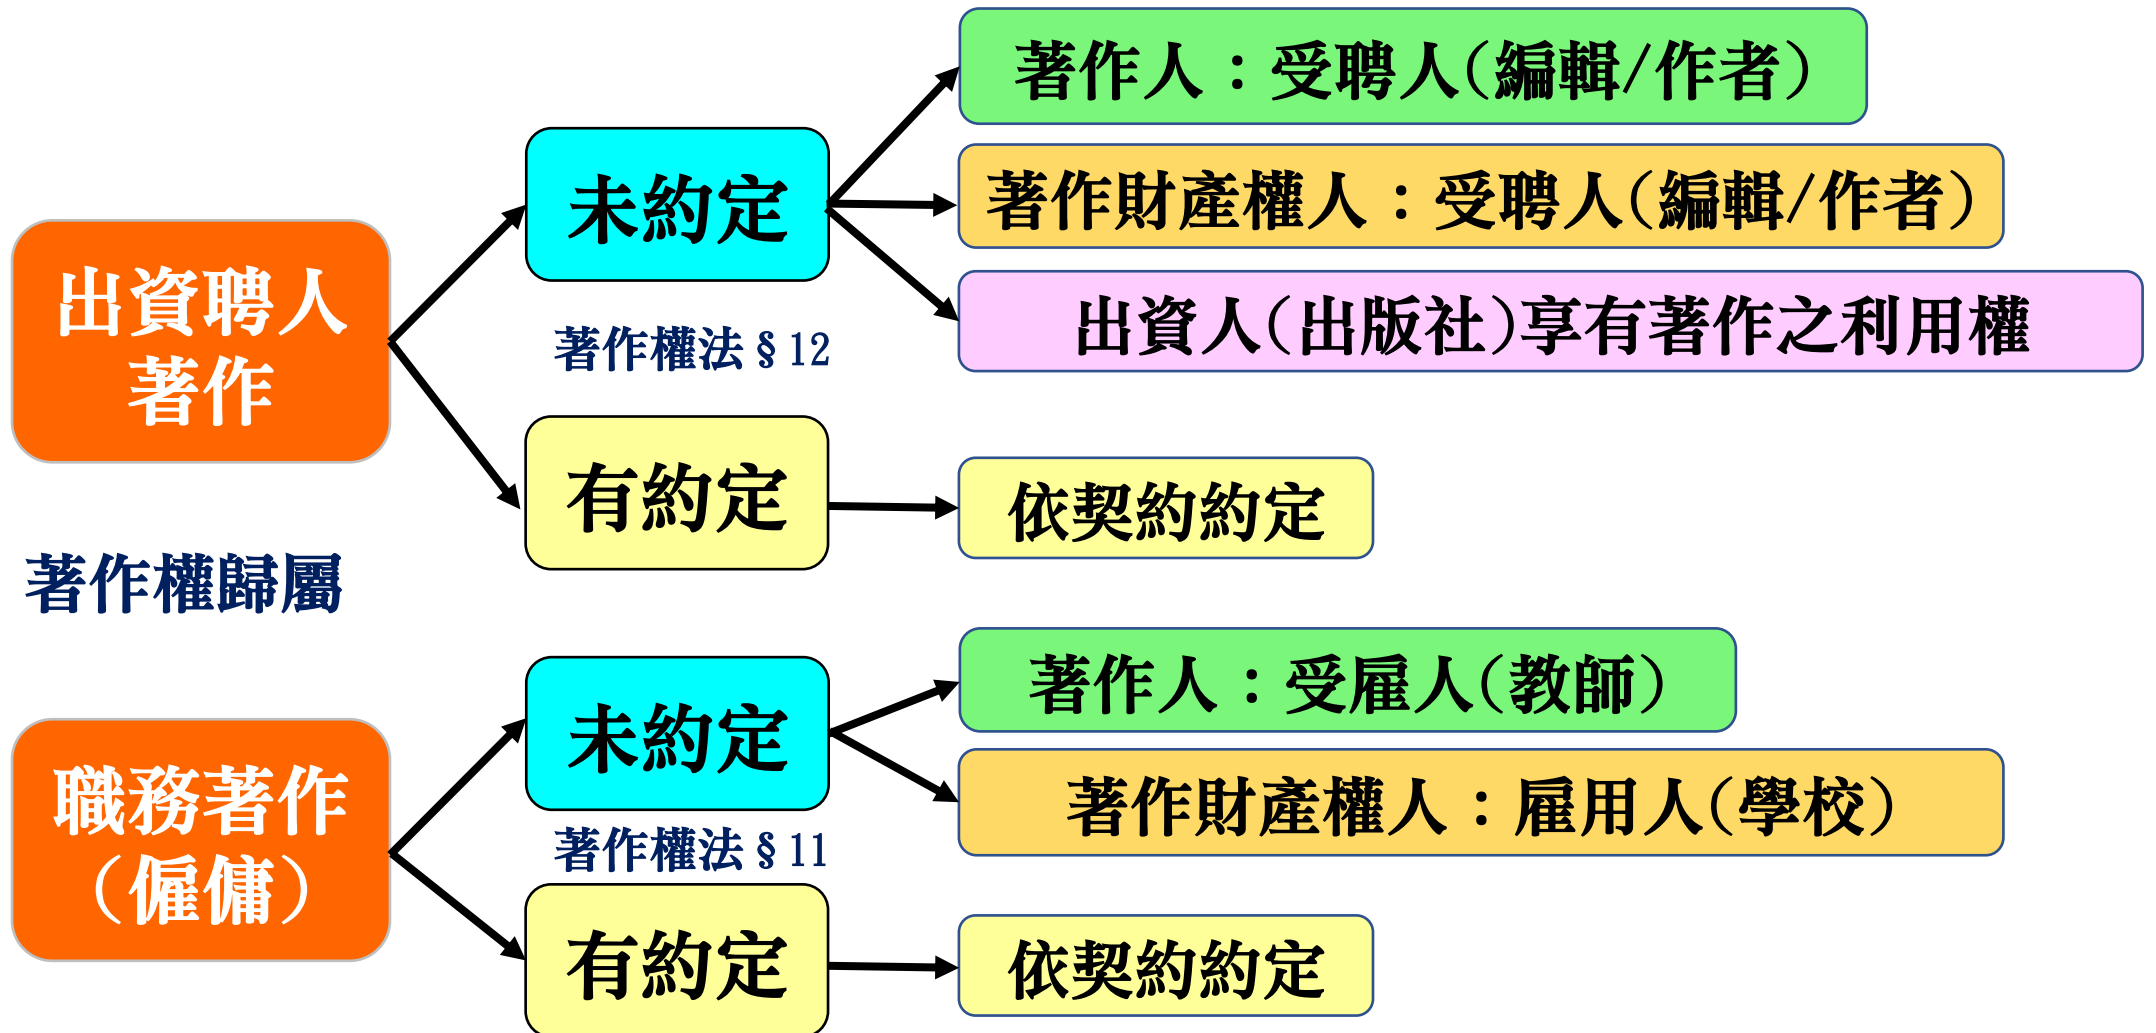 出資聘人
著作
未約定
著作人：受聘人(編輯/作者)
著作財產權人：受聘人(編輯/作者)
出資人(出版社)享有著作之利用權
著作權法§12
有約定
依契約約定
著作權歸屬
職務著作
(僱傭)
未約定
著作人：受雇人(教師)
著作財產權人：雇用人(學校)
著作權法§11
有約定
依契約約定